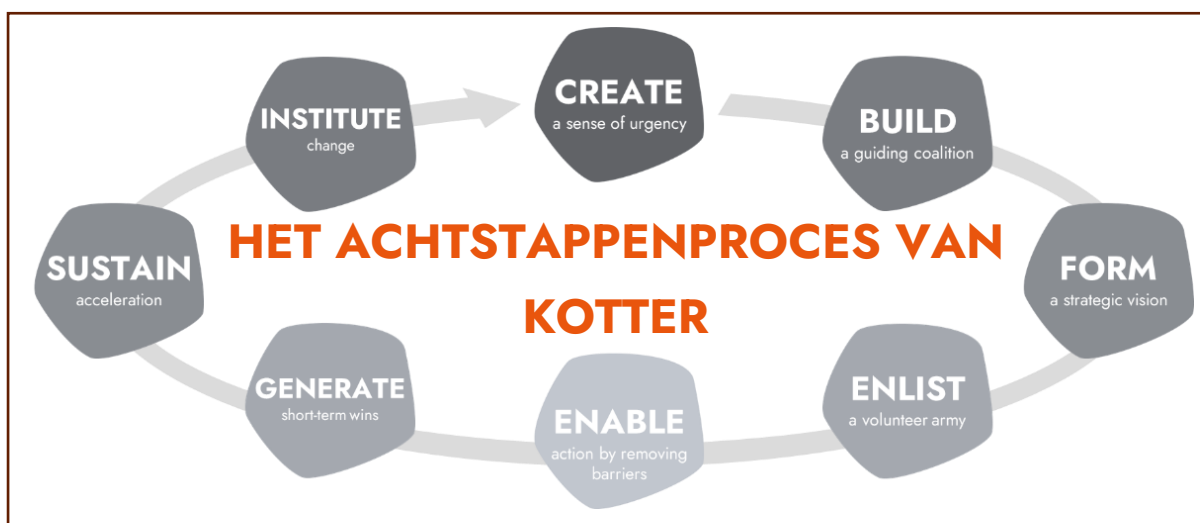 CREATE
a sense of urgency
BUILD
a guiding coalition
FORM
a strategic vision
ENLIST
a volunteer army
ENABLE
action by removing
barriers
GENERATE
short-term wins
SUSTAIN
acceleration
INSTITUTE
change
HET ACHTSTAPPENPROCES VAN
KOTTER